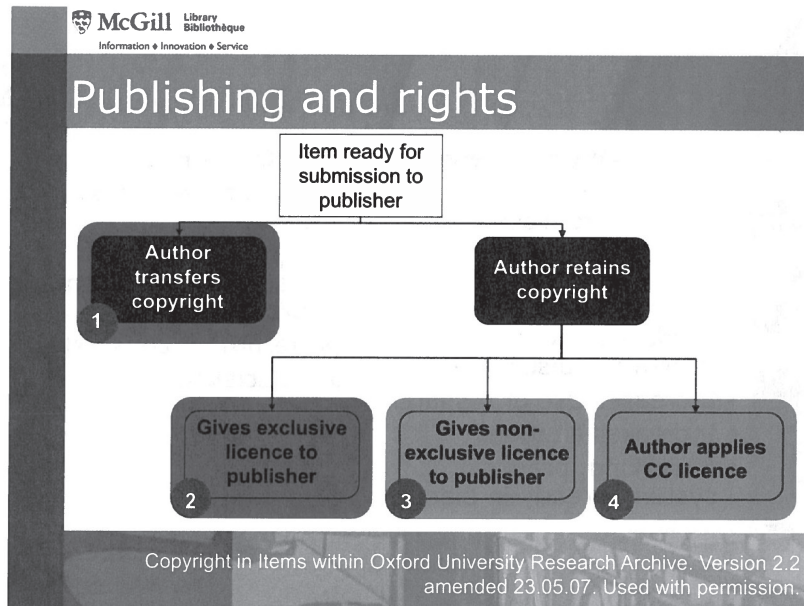 McGill
Library
Bibliothèque
Information ♦ Innovation ♦ Service
Publishing and rights
Item ready for
submission to
publisher
Author
transfers
copyright
1
Author retains
copyright
Gives exclusive
licence to
publisher
2
Gives non-
exclusive licence
to publisher
3
Author applies
CC licence
4
Copyright in Items within Oxford University Research Archive. Version 2.2
amended 23.05.07. Used with permission.